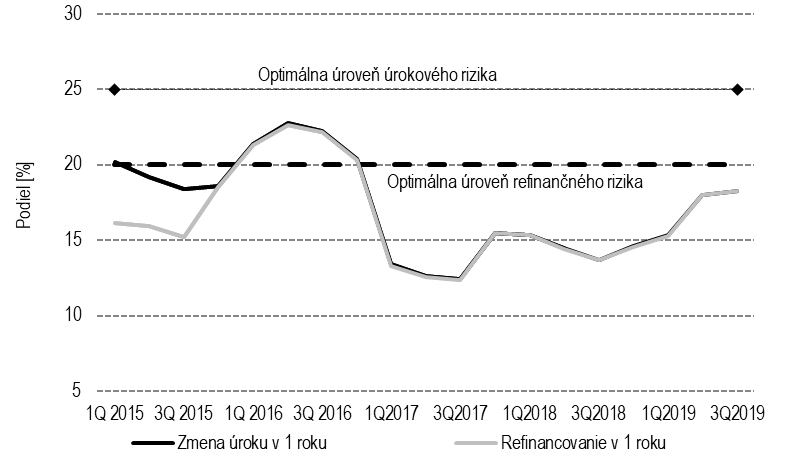 30
Optimálna úroveň úrokového rizika
25
20
Optimálna úroveň refinančného rizika
Podiel [%]
15
10
5
1Q 2015 3Q 2015 1Q 2016 3Q 2016 1Q2017 3Q2017 1Q2018 3Q2018 1Q2019 3Q2019
Zmena úroku v 1 roku Refinancovanie v 1 roku